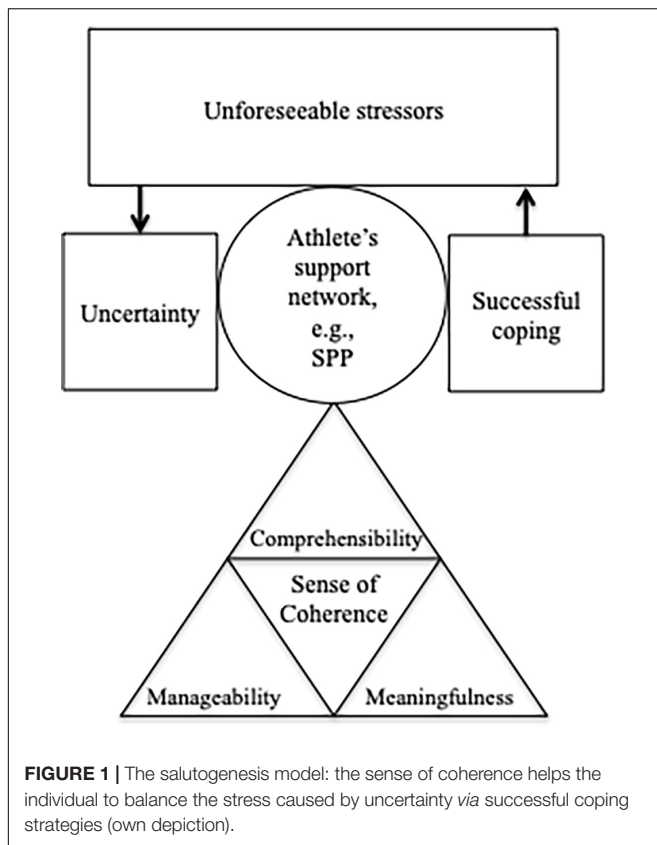 Unforeseeable stressors
Athlete's
support
network,
e.g.,
SPP
Uncertainty
Successful
coping
Comprehensibility
Sense of
Coherence
Manageability
Meaningfulness
FIGURE 1 | The salutogenesis model: the sense of coherence helps the
individual to balance the stress caused by uncertainty via successful coping
strategies (own depiction).